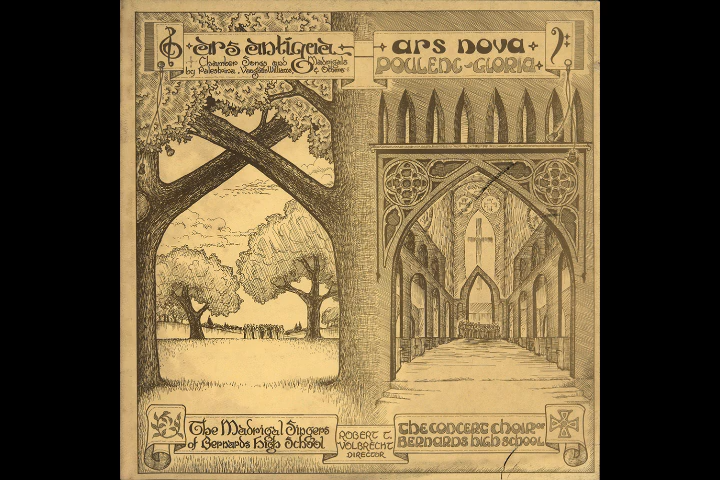 ars antiqua
Chamber Songs and Madrigals
by Palestrina, Vaughan Williams & Others
ars nova
POULENC - GLORIA
The Madrigal Singers
of Bernards High School
ROBERT T.
VOLBRECHT
DIRECTOR
the concert choir of
BERNARDS high school